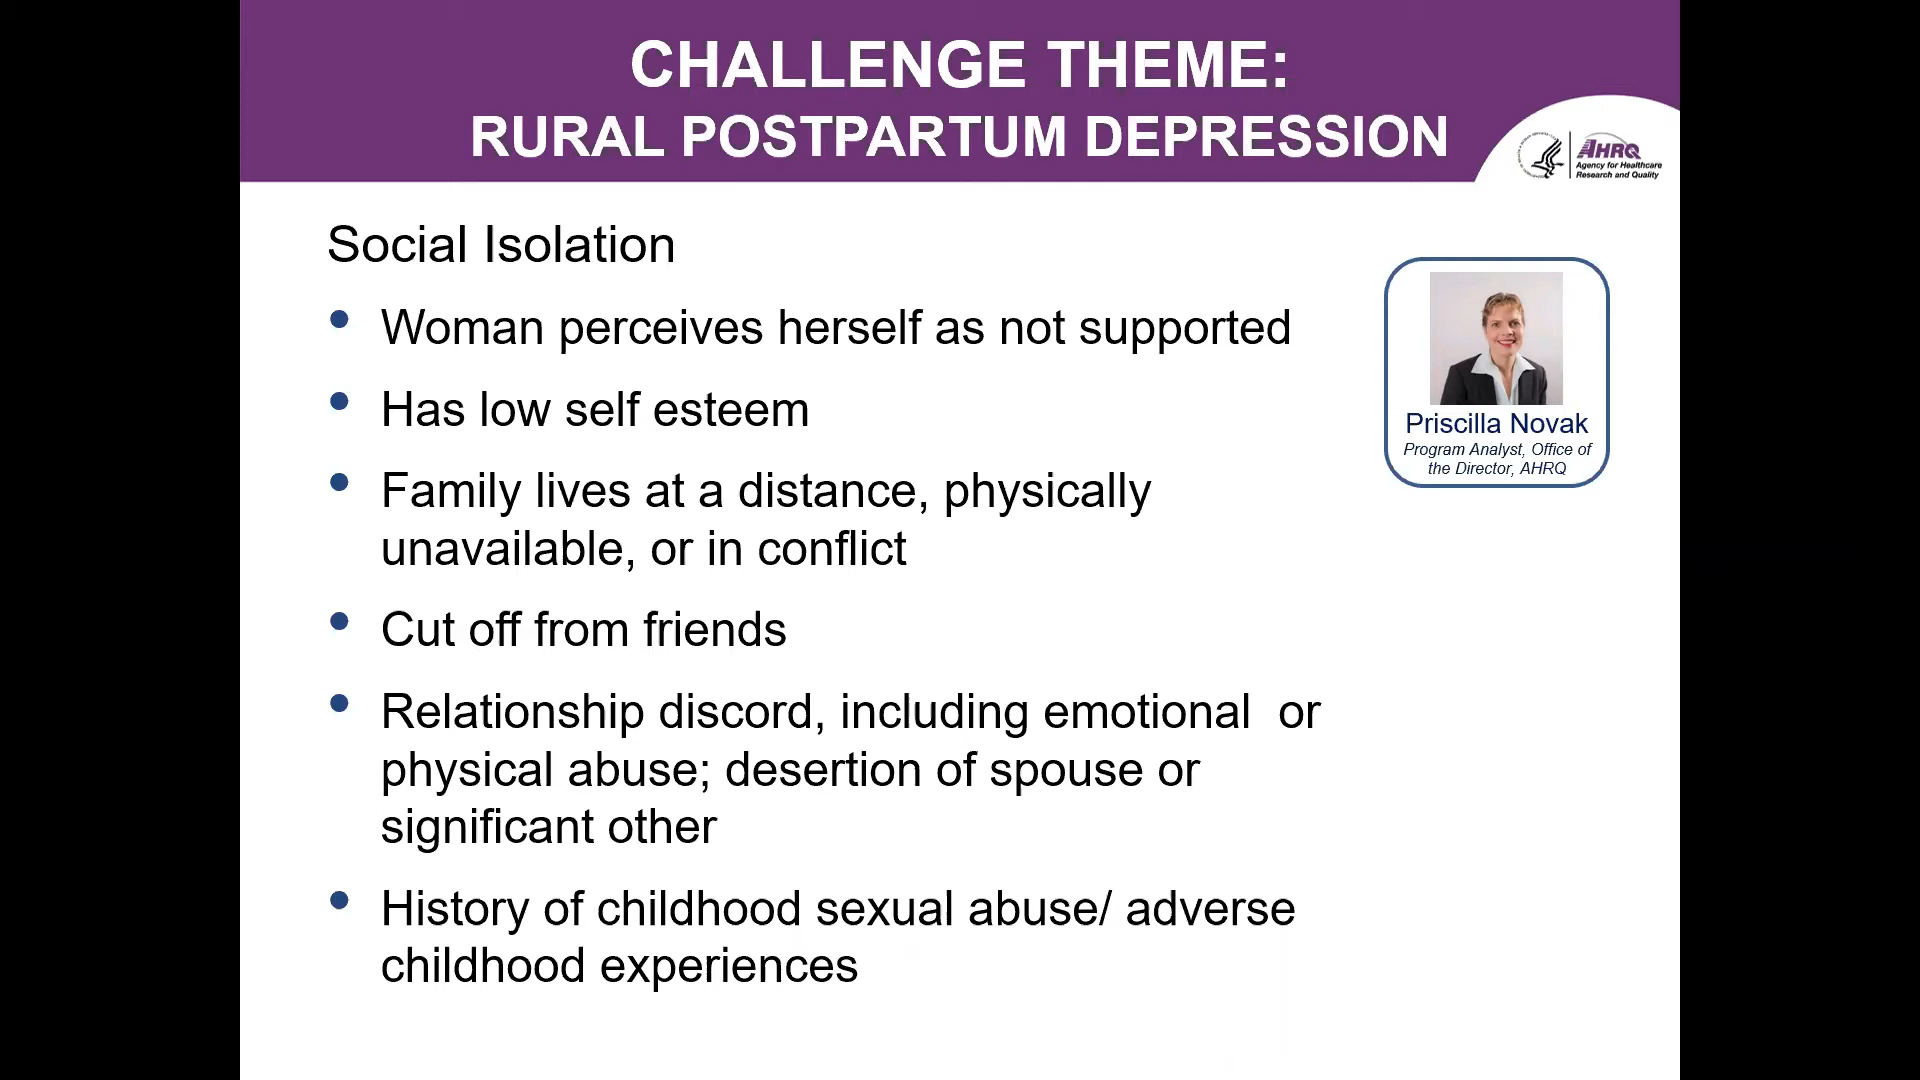 CHALLENGE THEME:
RURAL POSTPARTUM DEPRESSION
AHRQ
Agency for Healthcare
Research and Quality
Social Isolation
• Woman perceives herself as not supported
• Has low self esteem
• Family lives at a distance, physically
unavailable, or in conflict
• Cut off from friends
• Relationship discord, including emotional  or
physical abuse; desertion of spouse or
significant other
• History of childhood sexual abuse/ adverse
childhood experiences
Priscilla Novak
Program Analyst, Office of
the Director, AHRQ